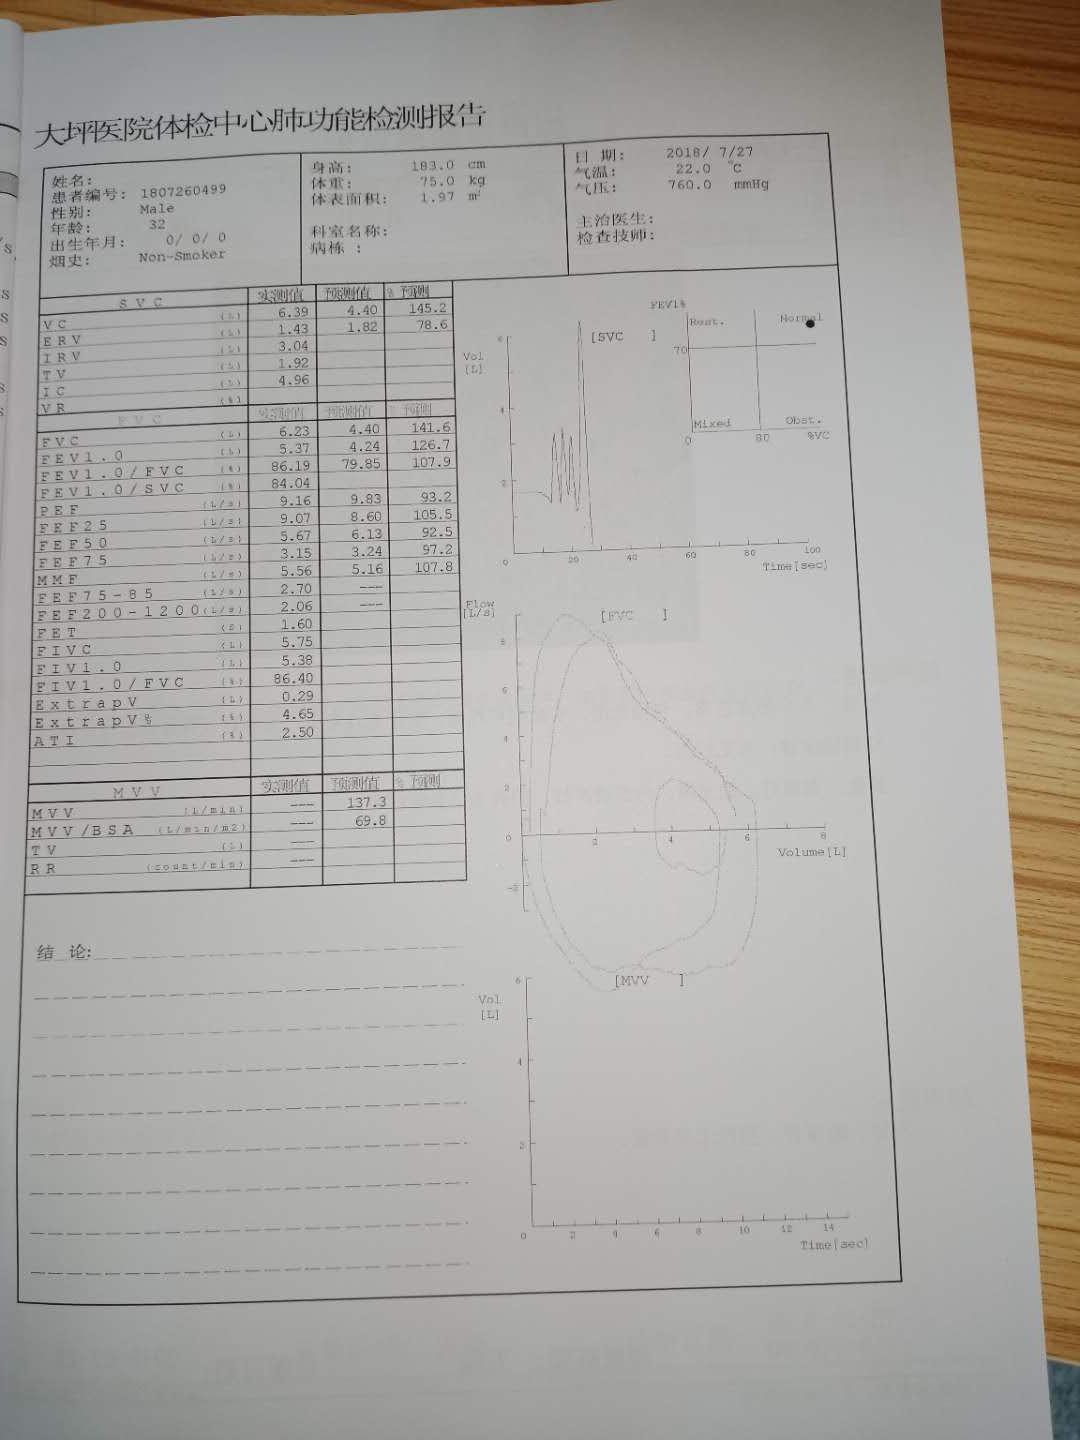 大坪医院体检中心肺功能检测报告
姓名:
患者编号: 1807260499
性别: Male
年龄: 32
出生年月: 0/ 0/ 0
烟史: Non-Smoker
身高: 183.0 cm
体重: 75.0 kg
体表面积: 1.97 m²
科室名称:
病栋 :
日 期: 2018/ 7/27
气温: 22.0 °C
气压: 760.0 mmHg
主治医生:
检查技师:
SVC 实测值 预测值 % 预测
VC (L) 6.39 4.40 145.2
ERV (L) 1.43 1.82 78.6
IRV (L) 3.04
TV (L) 1.92
IC (L) 4.96
VR (%)
FVC 实测值 预测值 % 预测
FVC (L) 6.23 4.40 141.6
FEV1.0 (L) 5.37 4.24 126.7
FEV1.0/FVC (%) 86.19 79.85 107.9
FEV1.0/SVC (%) 84.04
PEF (L/s) 9.16 9.83 93.2
FEF25 (L/s) 9.07 8.60 105.5
FEF50 (L/s) 5.67 6.13 92.5
FEF75 (L/s) 3.15 3.24 97.2
MMF (L/s) 5.56 5.16 107.8
FEF75-85 (L/s) 2.70 ---
FEF200-1200(L/s) 2.06 ---
FET (S) 1.60
FIVC (L) 5.75
FIV1.0 (L) 5.38
FIV1.0/FVC (%) 86.40
ExtrapV (L) 0.29
ExtrapV% (%) 4.65
ATI (%) 2.50
MVV 实测值 预测值 % 预测
MVV (L/min) --- 137.3
MVV/BSA (L/min/m2) --- 69.8
TV (L) ---
RR (count/min) ---
结 论:
FEV1%
Rest. Normal
70
Mixed Obst.
0 80 %VC
Vol
[L]
[SVC ]
6
4
2
0 20 40 60 80 100
Time[sec]
Flow
[L/s]
[FVC ]
8
6
4
2
0 2 4 6 8
Volume[L]
-2
[MVV ]
Vol
[L]
6
4
2
0 2 4 6 8 10 12 14
Time[sec]